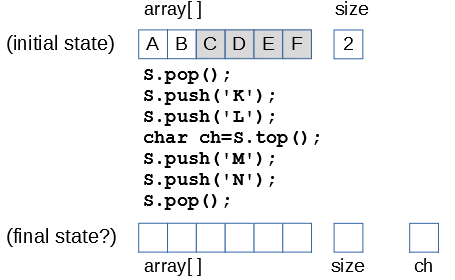 array[ ] size
(initial state) A B C D E F 2
S.pop();
S.push('K');
S.push('L');
char ch=S.top();
S.push('M');
S.push('N');
S.pop();
(final state?)
array[ ] size ch